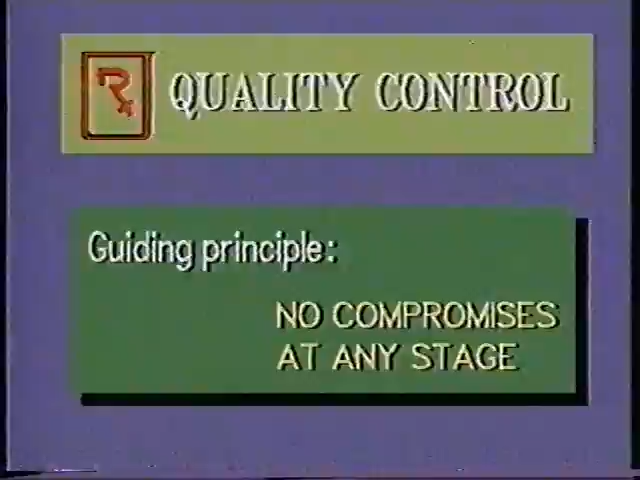 R
QUALITY CONTROL
Guiding principle:
NO COMPROMISES
AT ANY STAGE